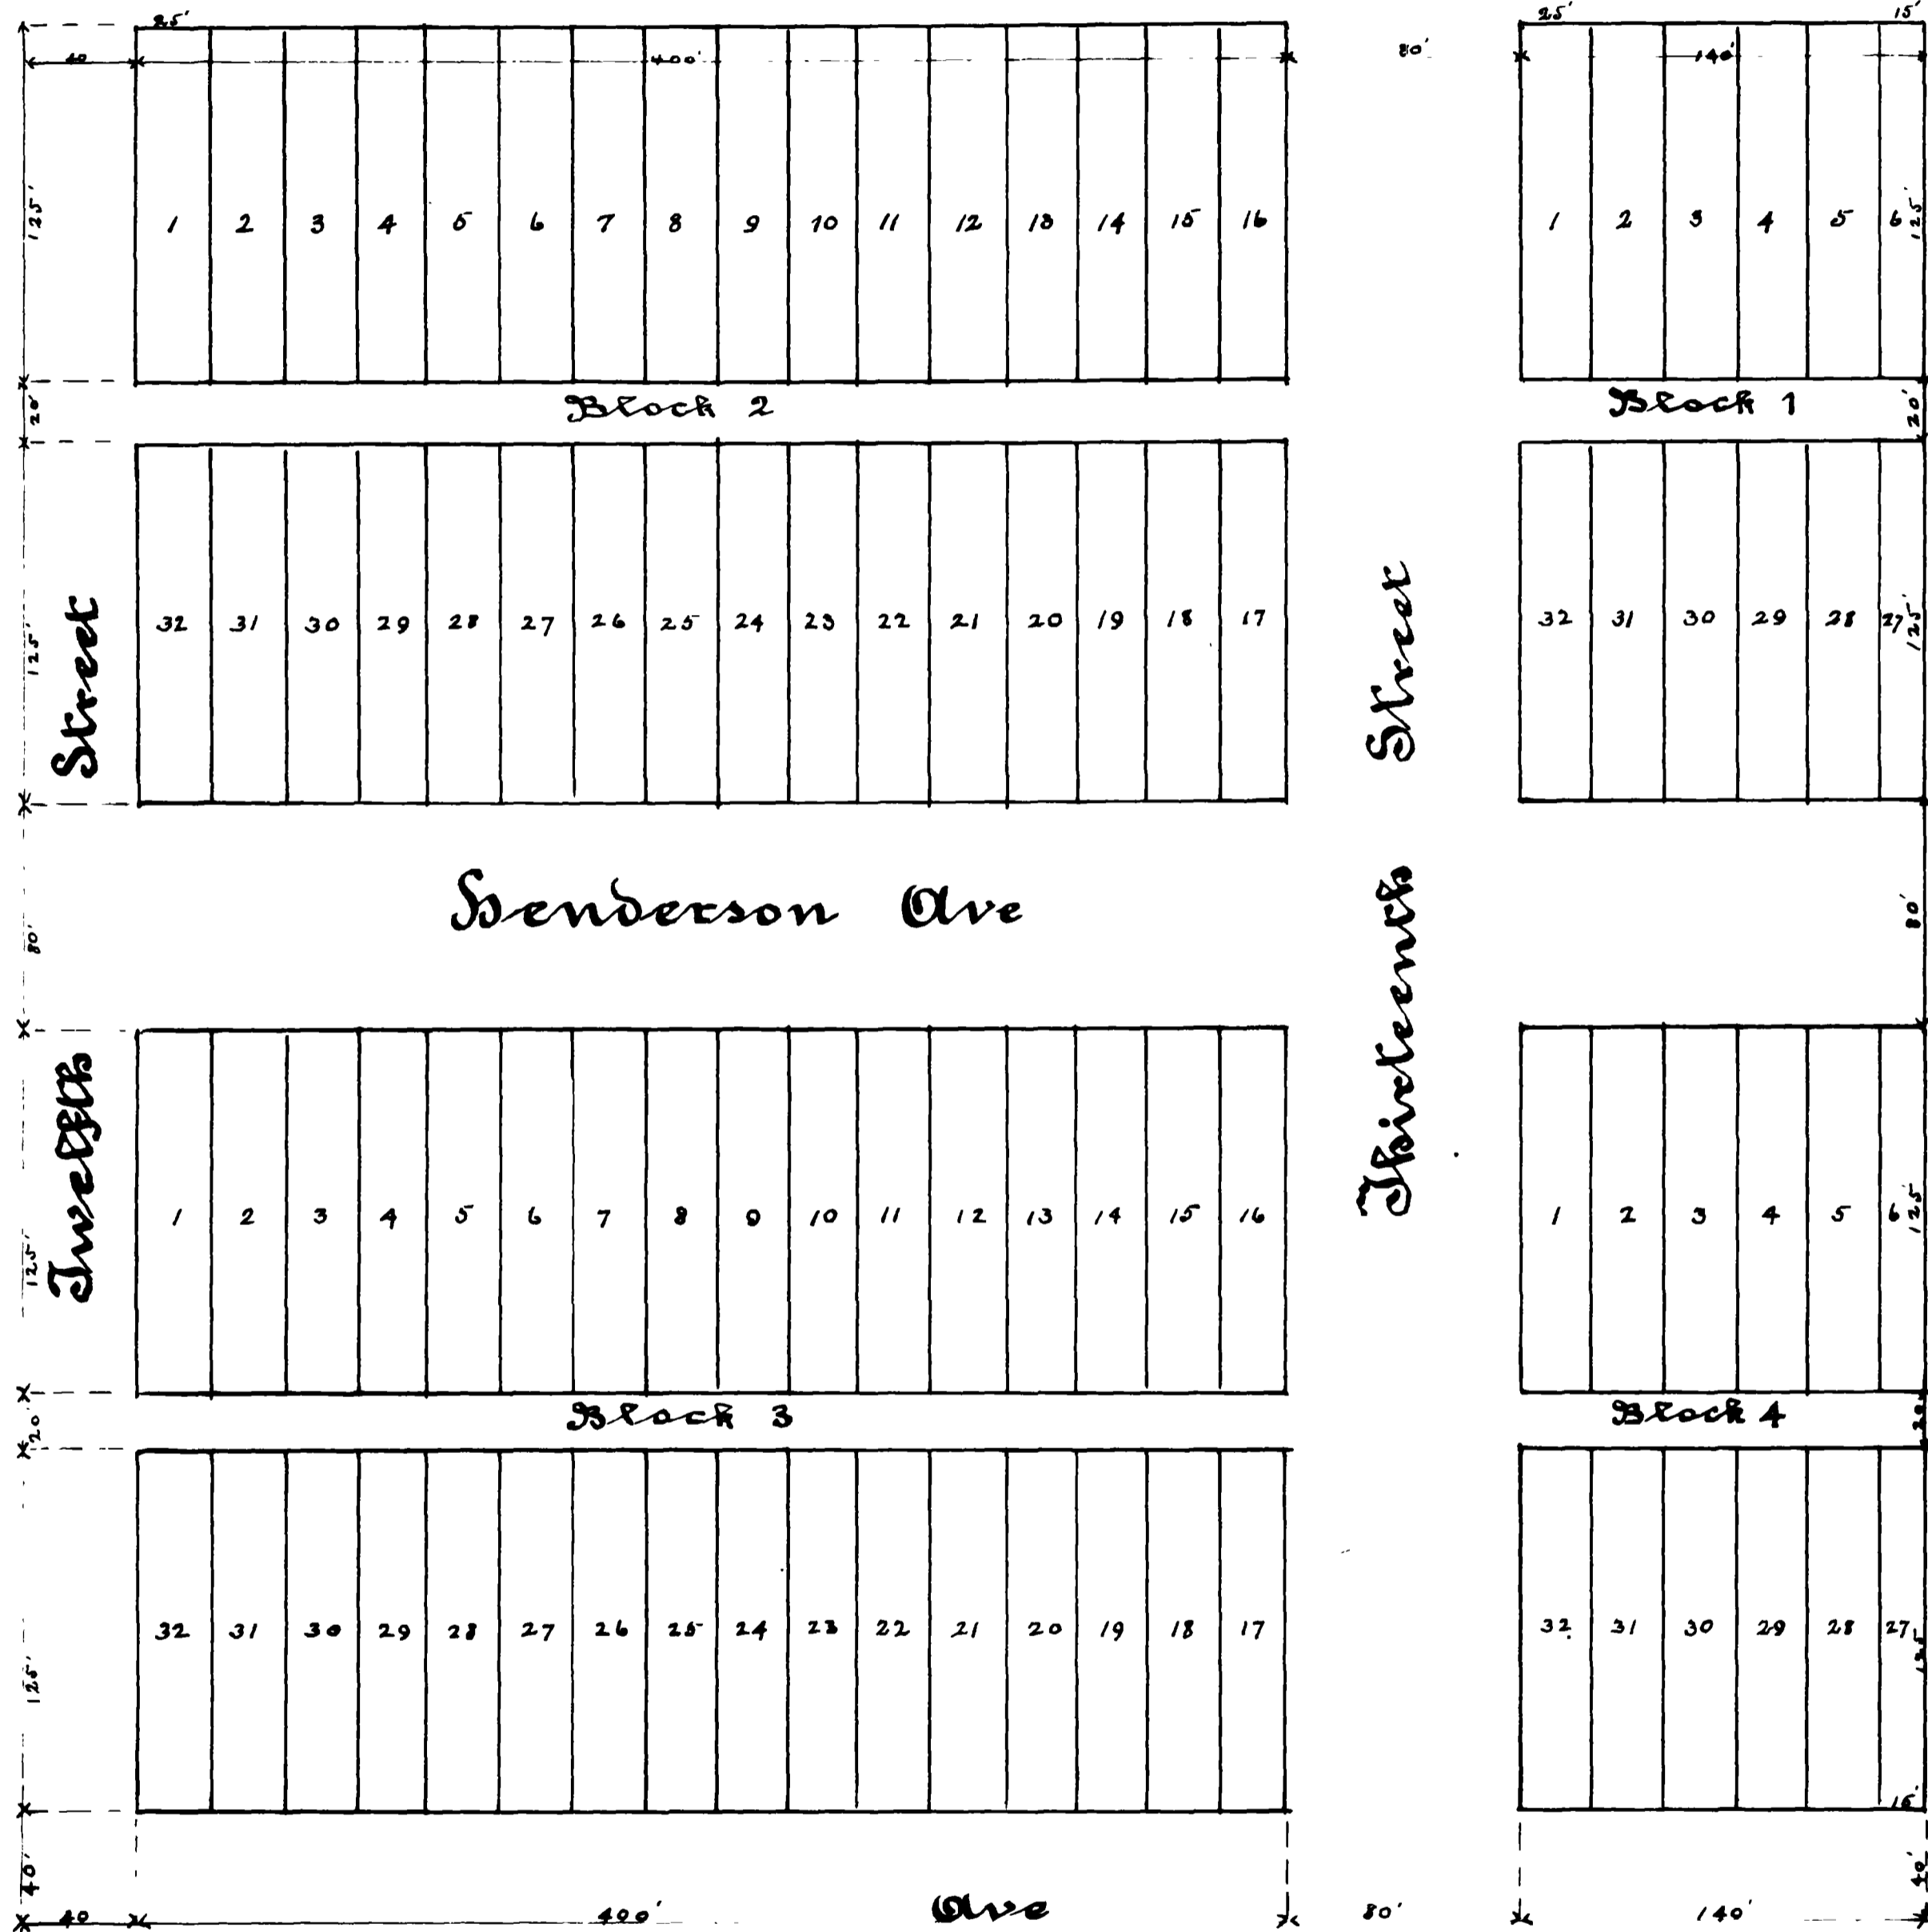 25' 25' 15'
40 400' 80' 140'
125' 1 2 3 4 5 6 7 8 9 10 11 12 13 14 15 16 1 2 3 4 5 6 125'
20' Block 2 Block 1 20'
125' 32 31 30 29 28 27 26 25 24 23 22 21 20 19 18 17 32 31 30 29 28 27 125'
Twelfth Street
Thirteenth Street
80' Henderson Ave 80'
125' 1 2 3 4 5 6 7 8 9 10 11 12 13 14 15 16 1 2 3 4 5 6 125'
20' Block 3 Block 4 20'
125' 32 31 30 29 28 27 26 25 24 23 22 21 20 19 18 17 32 31 30 29 28 27 125'
15'
40' 40'
40 400' Ave 80' 140'